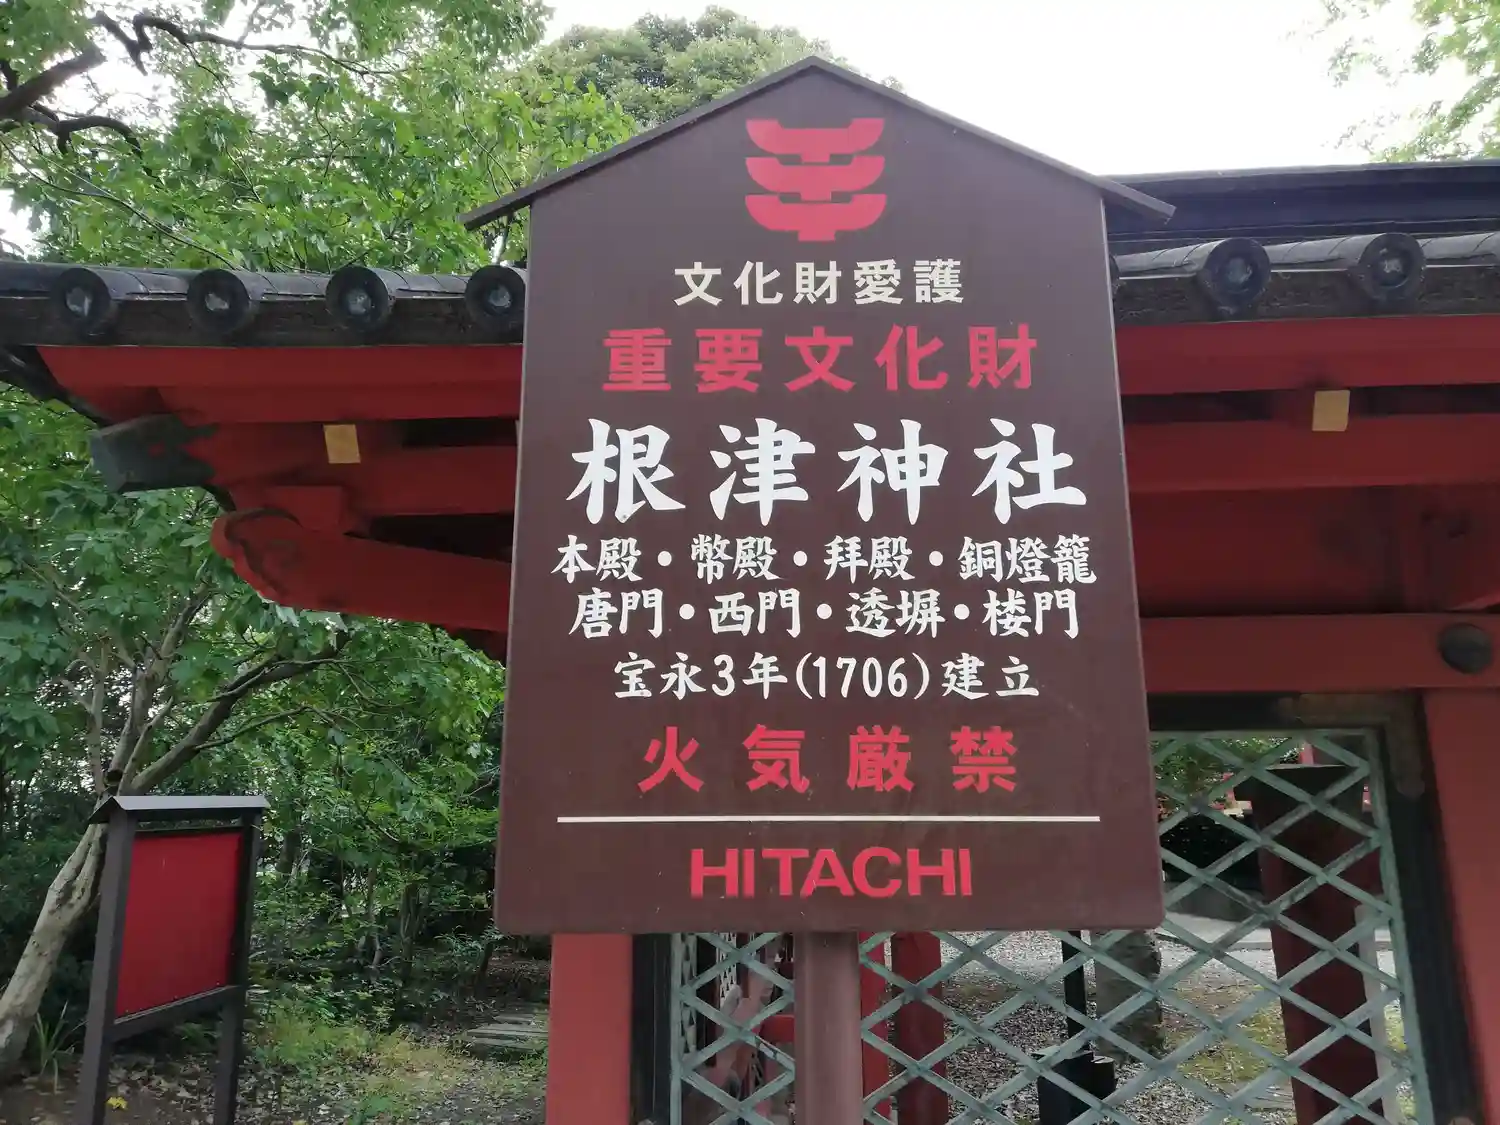 文化財愛護
重要文化財
根津神社
本殿・幣殿・拝殿・銅燈籠
唐門・西門・透塀・楼門
宝永3年(1706)建立
火気厳禁
HITACHI